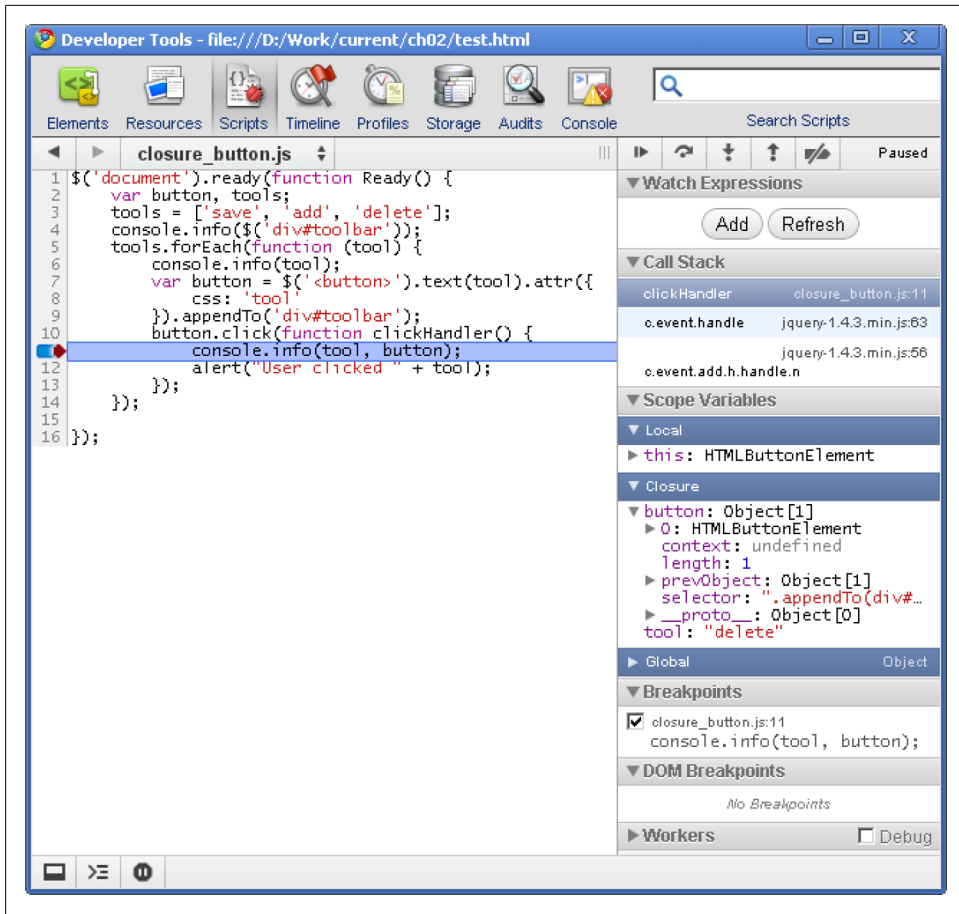 Developer Tools - file:///D:/Work/current/ch02/test.html
Elements Resources Scripts Timeline Profiles Storage Audits Console
Search Scripts
closure_button.js
Paused
1 $('document').ready(function Ready() {
2 var button, tools;
3 tools = ['save', 'add', 'delete'];
4 console.info($('div#toolbar'));
5 tools.forEach(function (tool) {
6 console.info(tool);
7 var button = $('<button>').text(tool).attr({
8 css: 'tool'
9 }).appendTo('div#toolbar');
10 button.click(function clickHandler() {
console.info(tool, button);
12 alert("User clicked " + tool);
13 });
14 });
15
16 });
Watch Expressions
Add Refresh
Call Stack
clickHandler closure_button.js:11
c.event.handle jquery-1.4.3.min.js:63
jquery-1.4.3.min.js:56
c.event.add.h.handle.n
Scope Variables
Local
this: HTMLButtonElement
Closure
button: Object[1]
0: HTMLButtonElement
context: undefined
length: 1
prevObject: Object[1]
selector: ".appendTo(div#…
__proto__: Object[0]
tool: "delete"
Global Object
Breakpoints
closure_button.js:11
console.info(tool, button);
DOM Breakpoints
No Breakpoints
Workers Debug